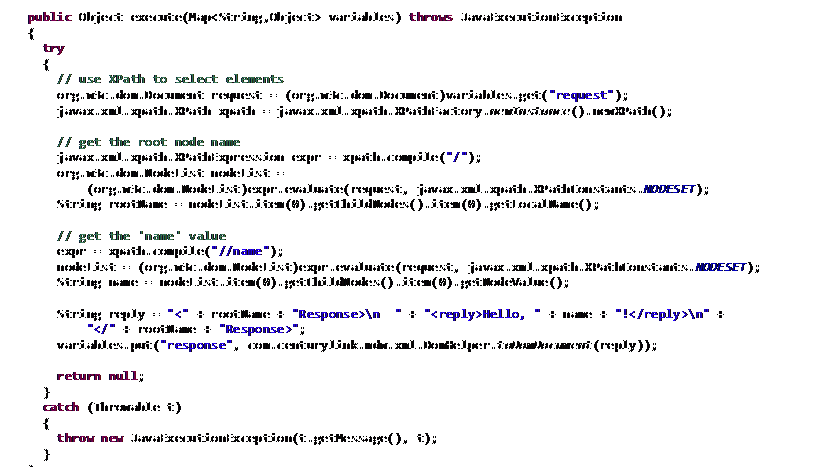 public Object execute(Map<String,Object> variables) throws JavaExecutionException
{
try
{
// use XPath to select elements
org.w3c.dom.Document request = (org.w3c.dom.Document)variables.get("request");
javax.xml.xpath.XPath xpath = javax.xml.xpath.XPathFactory.newInstance().newXPath();
// get the root node name
javax.xml.xpath.XPathExpression expr = xpath.compile("/");
org.w3c.dom.NodeList nodeList =
(org.w3c.dom.NodeList)expr.evaluate(request, javax.xml.xpath.XPathConstants.NODESET);
String rootName = nodeList.item(0).getChildNodes().item(0).getLocalName();
// get the 'name' value
expr = xpath.compile("//name");
nodeList = (org.w3c.dom.NodeList)expr.evaluate(request, javax.xml.xpath.XPathConstants.NODESET);
String name = nodeList.item(0).getChildNodes().item(0).getNodeValue();
String reply = "<" + rootName + "Response>\n  " + "<reply>Hello, " + name + "!</reply>\n" +
"</" + rootName + "Response>";
variables.put("response", com.centurylink.mdw.xml.DomHelper.toDomDocument(reply));
return null;
}
catch (Throwable t)
{
throw new JavaExecutionException(t.getMessage(), t);
}